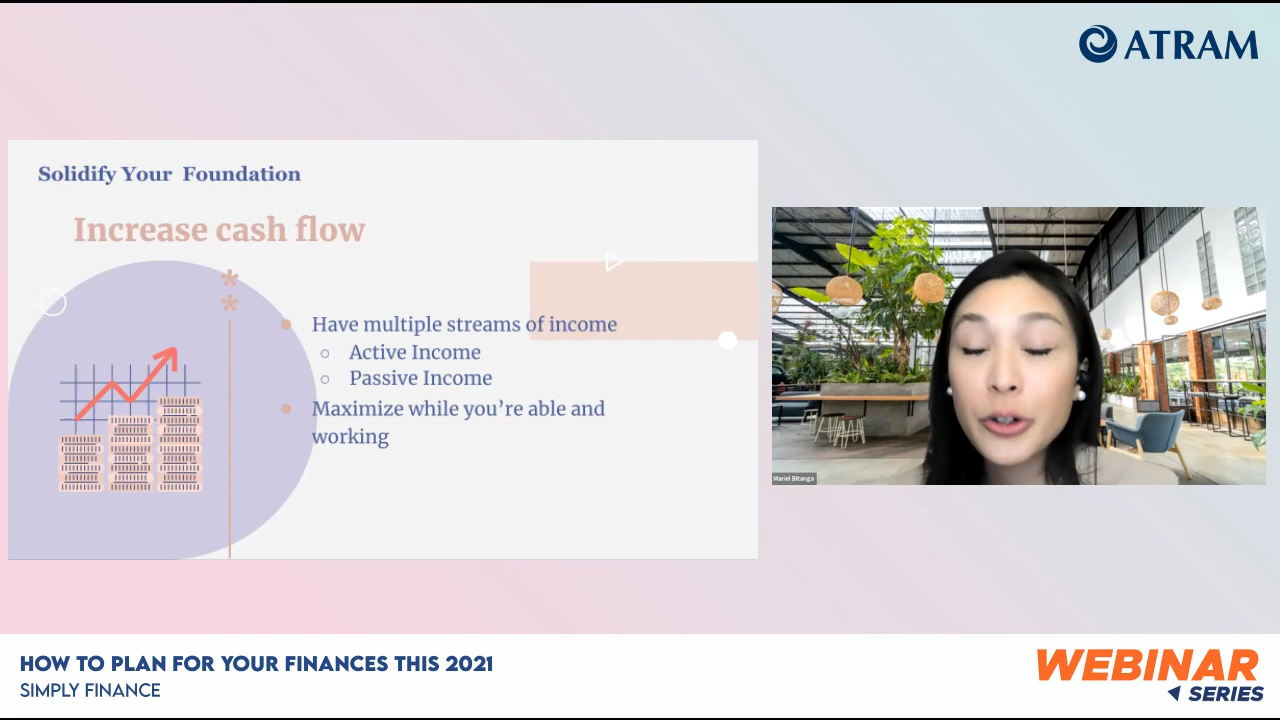 ATRAM
Solidify Your Foundation
Increase cash flow
Have multiple streams of income
Active Income
Passive Income
Maximize while you're able and
working
Mariel Bitanga
HOW TO PLAN FOR YOUR FINANCES THIS 2021
SIMPLY FINANCE
WEBINAR
SERIES